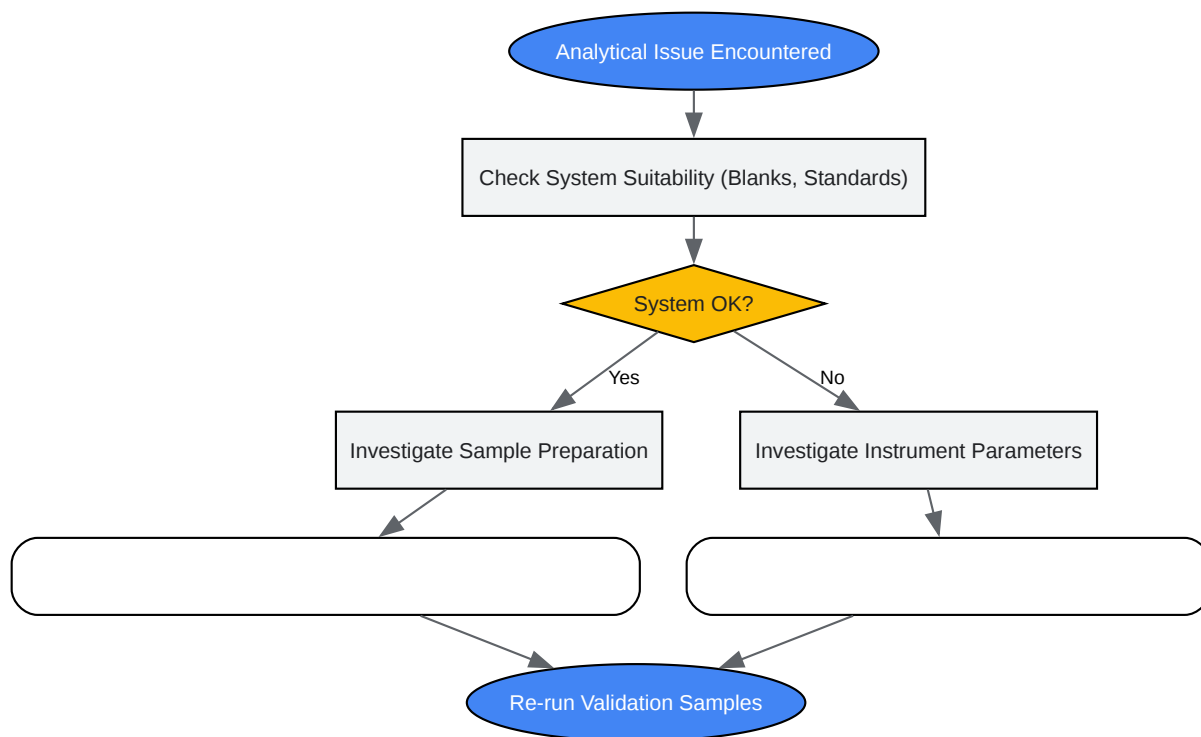 Analytical Issue Encountered
Check System Suitability (Blanks, Standards)
System OK?
Yes
No
Investigate Sample Preparation
Investigate Instrument Parameters
Re-run Validation Samples